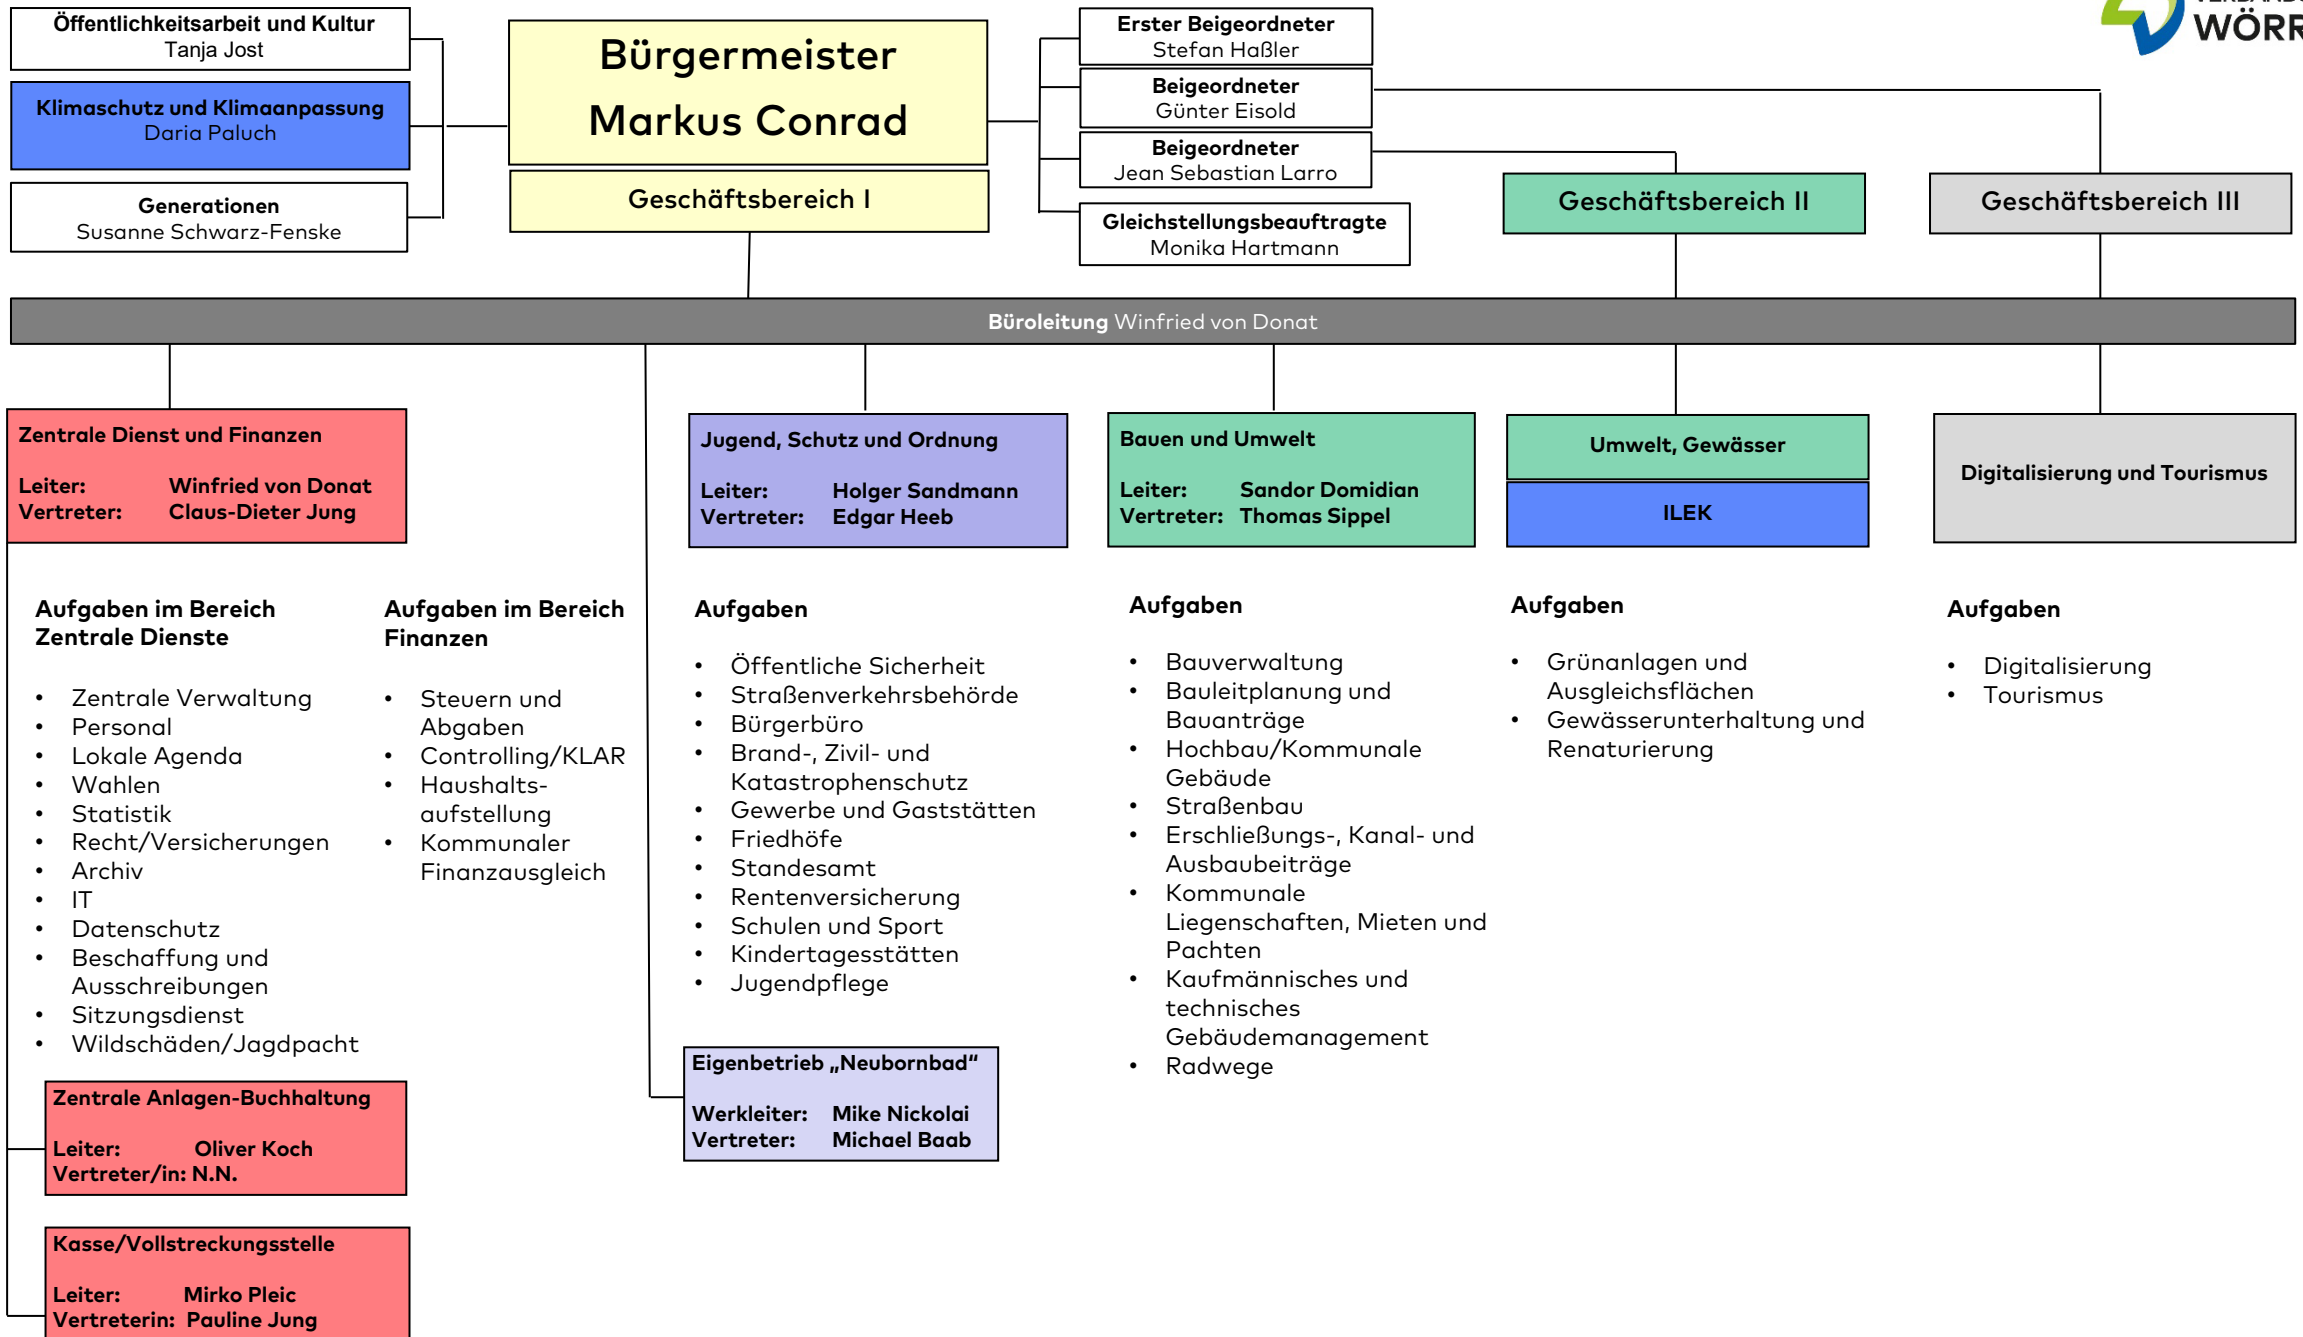 Öffentlichkeitsarbeit und Kultur
Tanja Jost
Klimaschutz und Klimaanpassung
Daria Paluch
Generationen
Susanne Schwarz-Fenske
Bürgermeister
Markus Conrad
Geschäftsbereich I
Erster Beigeordneter
Stefan Haßler
Beigeordneter
Günter Eisold
Beigeordneter
Jean Sebastian Larro
Gleichstellungsbeauftragte
Monika Hartmann
WÖRR
Geschäftsbereich II
Geschäftsbereich III
Büroleitung Winfried von Donat
Zentrale Dienst und Finanzen
Leiter: Winfried von Donat
Vertreter: Claus-Dieter Jung
Aufgaben im Bereich
Zentrale Dienste
• Zentrale Verwaltung
• Personal
• Lokale Agenda
• Wahlen
• Statistik
• Recht/Versicherungen
• Archiv
• IT
• Datenschutz
• Beschaffung und
Ausschreibungen
• Sitzungsdienst
• Wildschäden/Jagdpacht
Zentrale Anlagen-Buchhaltung
Leiter: Oliver Koch
Vertreter/in: N.N.
Kasse/Vollstreckungsstelle
Leiter: Mirko Pleic
Vertreterin: Pauline Jung
Aufgaben im Bereich
Finanzen
• Steuern und
Abgaben
• Controlling/KLAR
• Haushalts-
aufstellung
• Kommunaler
Finanzausgleich
Jugend, Schutz und Ordnung
Leiter: Holger Sandmann
Vertreter: Edgar Heeb
Aufgaben
• Öffentliche Sicherheit
• Straßenverkehrsbehörde
• Bürgerbüro
• Brand-, Zivil- und
Katastrophenschutz
• Gewerbe und Gaststätten
• Friedhöfe
• Standesamt
• Rentenversicherung
• Schulen und Sport
• Kindertagesstätten
• Jugendpflege
Eigenbetrieb „Neubornbad“
Werkleiter: Mike Nickolai
Vertreter: Michael Baab
Bauen und Umwelt
Leiter: Sandor Domidian
Vertreter: Thomas Sippel
Aufgaben
• Bauverwaltung
• Bauleitplanung und
Bauanträge
• Hochbau/Kommunale
Gebäude
• Straßenbau
• Erschließungs-, Kanal- und
Ausbaubeiträge
• Kommunale
Liegenschaften, Mieten und
Pachten
• Kaufmännisches und
technisches
Gebäudemanagement
• Radwege
Umwelt, Gewässer
ILEK
Aufgaben
• Grünanlagen und
Ausgleichsflächen
• Gewässerunterhaltung und
Renaturierung
Digitalisierung und Tourismus
Aufgaben
• Digitalisierung
• Tourismus